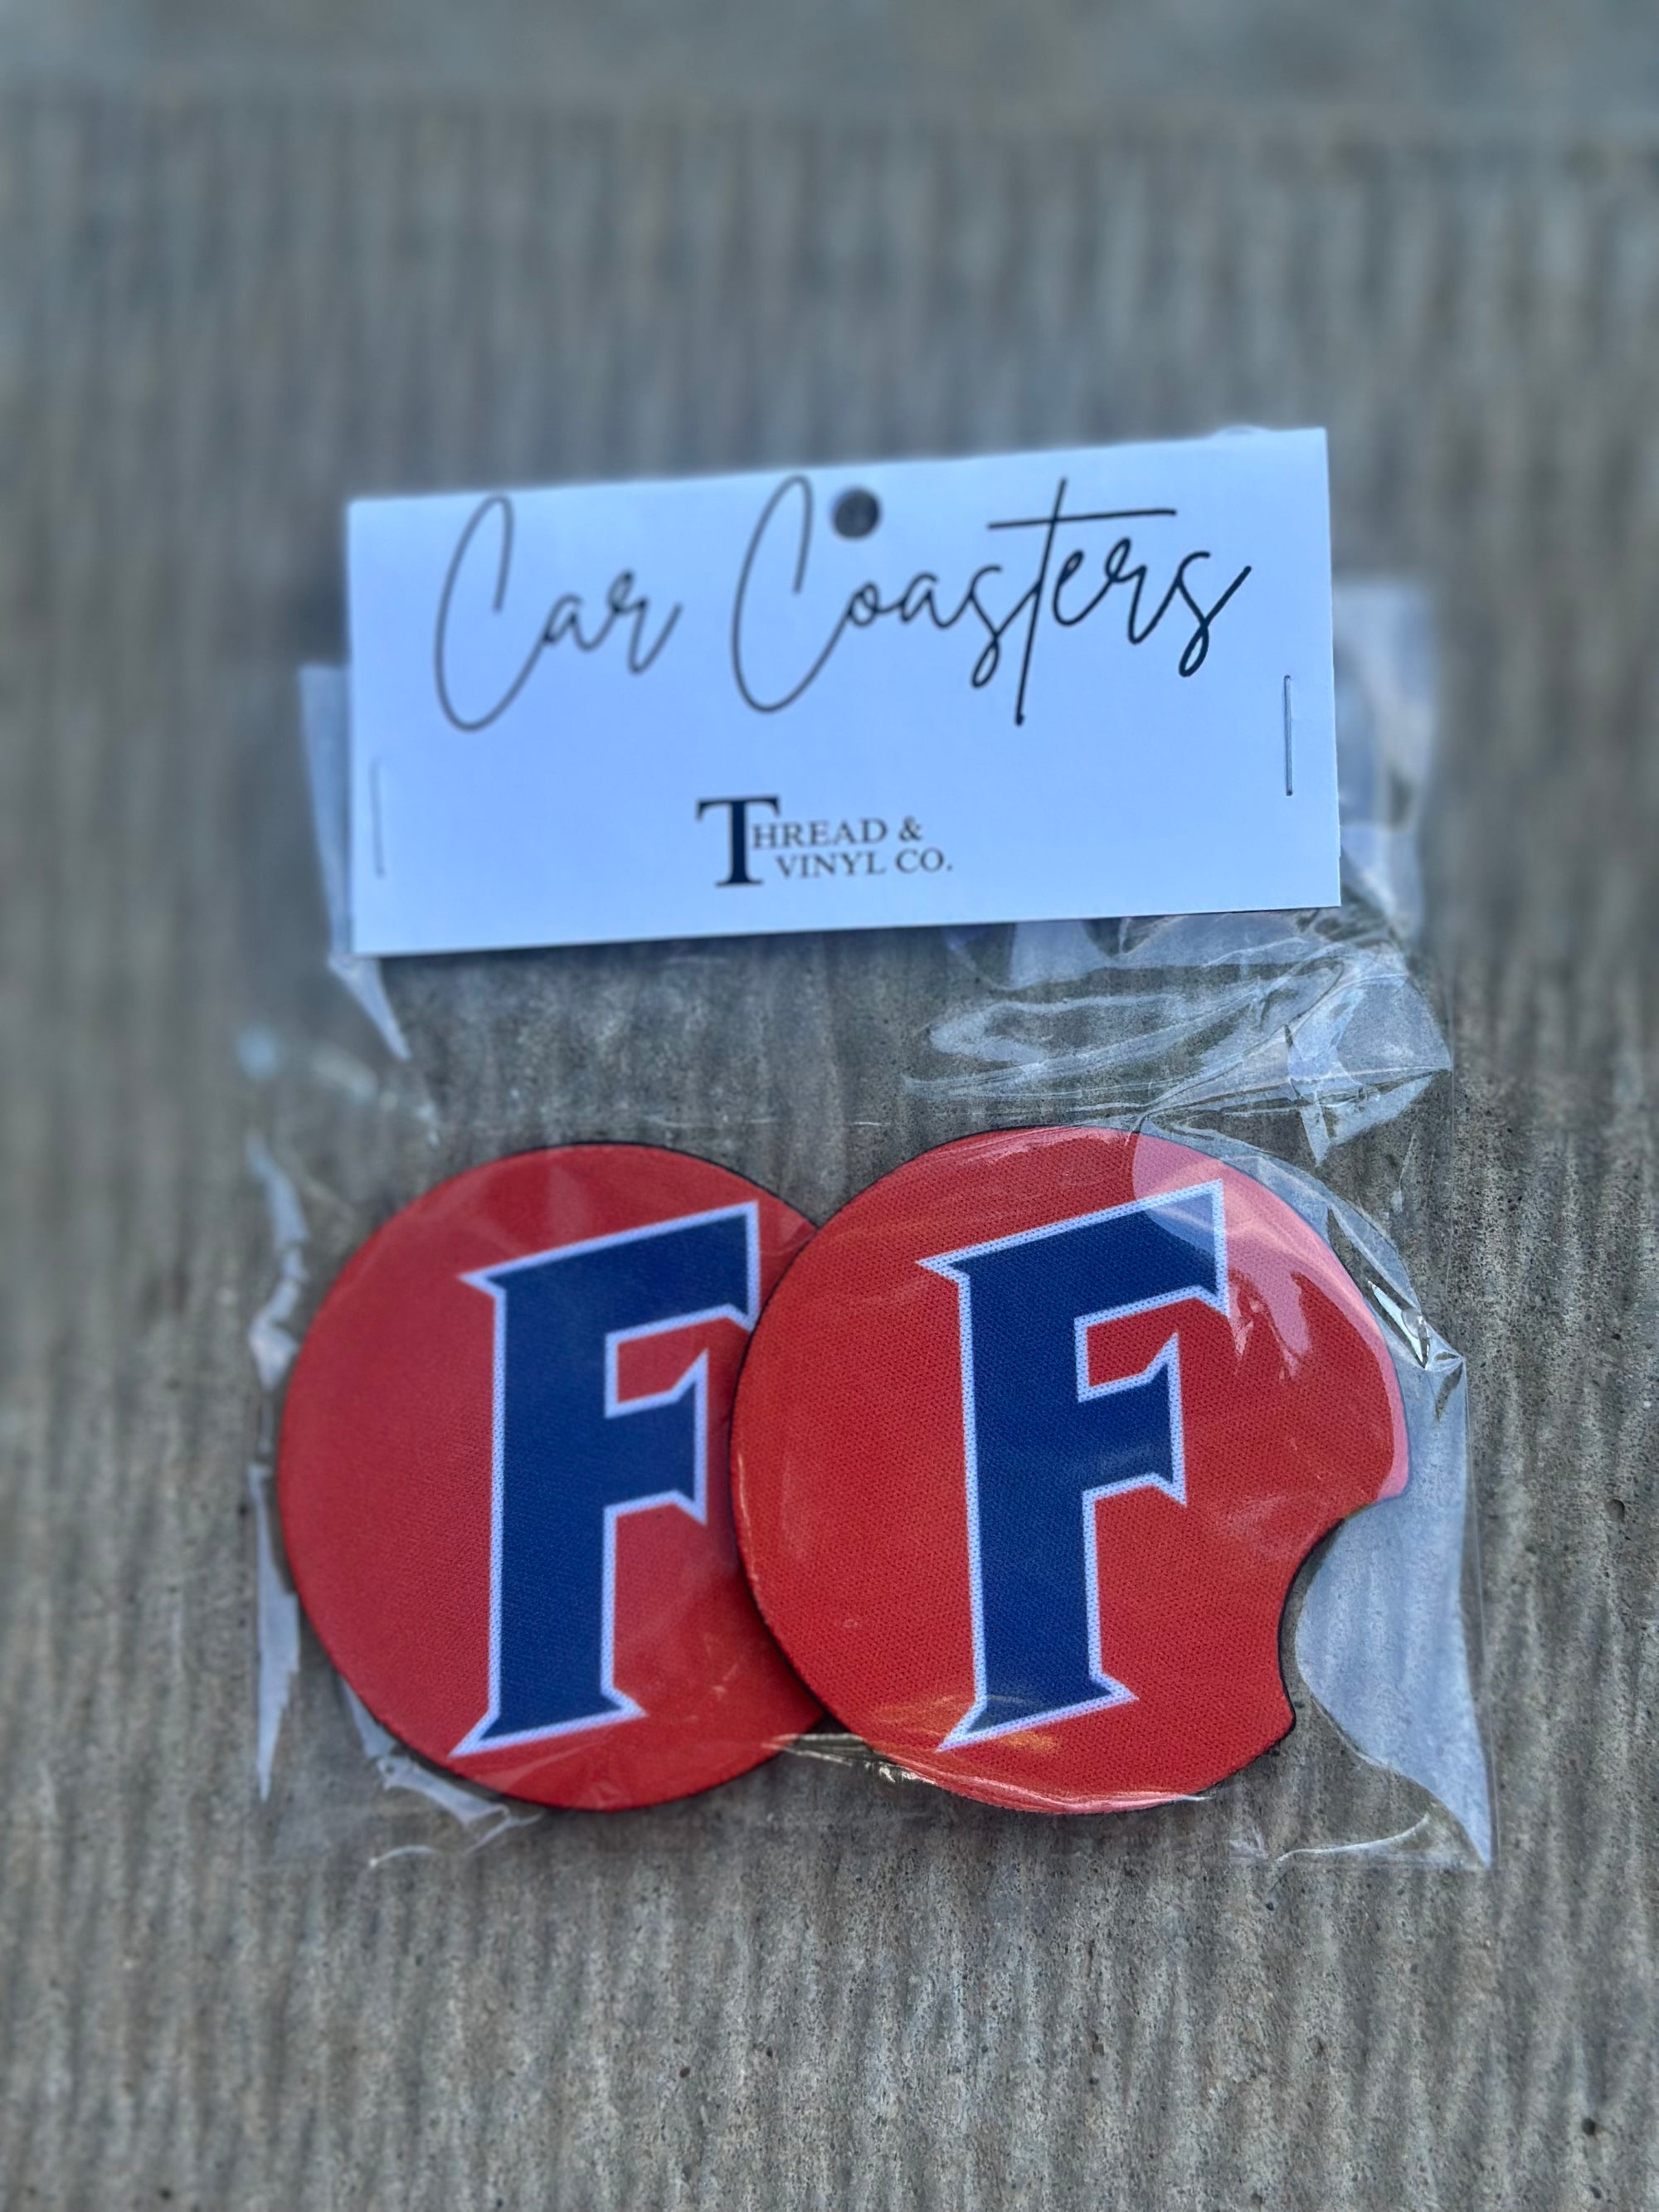 Car Coasters
THREAD &
VINYL CO.
F F